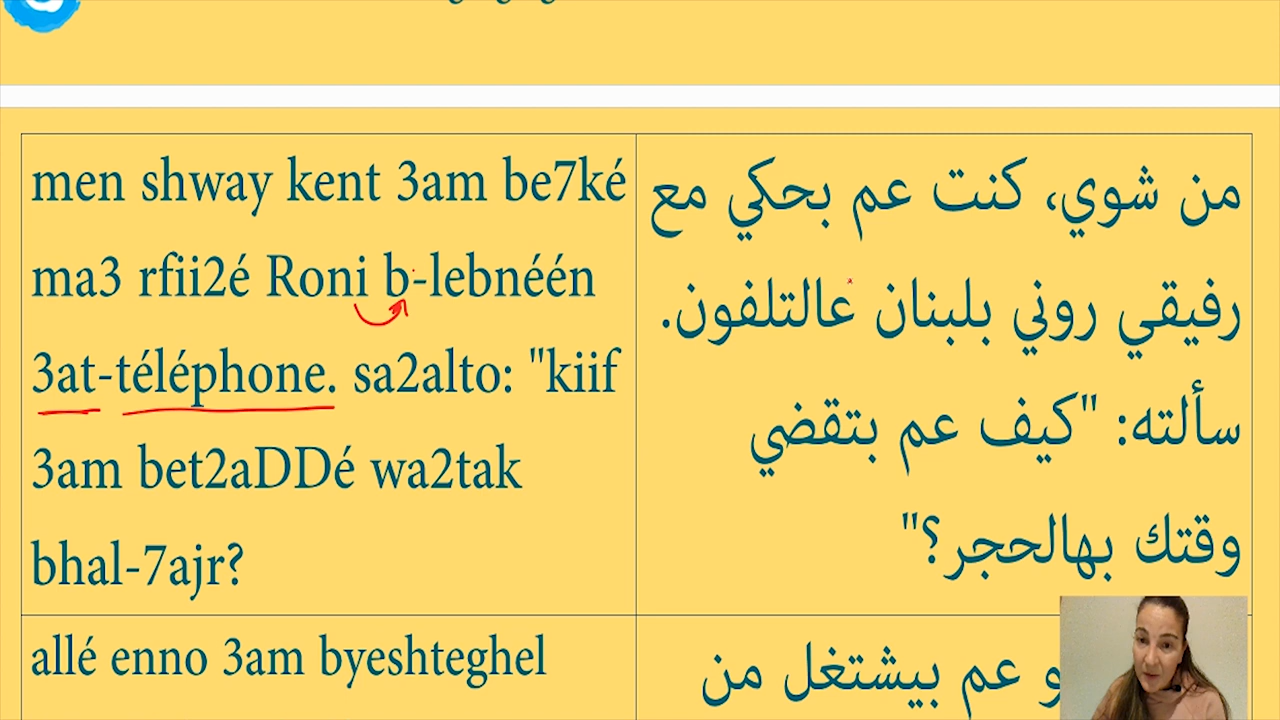 men shway kent 3am be7ké
ma3 rfii2é Roni b-lebnéén
3at-téléphone. sa2alto: "kiif
3am bet2aDDé wa2tak
bhal-7ajr?
من شوي، كنت عم بحكي مع
رفيقي روني بلبنان عالتلفون.
سألته: "كيف عم بتقضي
وقتك بهالحجر؟"
allé enno 3am byeshteghel
و عم بيشتغل من